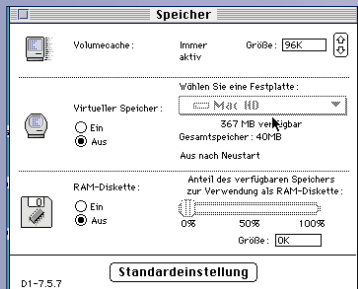 Speicher
Volumecache:
Immer
aktiv
Größe: 96K
Wählen Sie eine Festplatte:
Mac HD
Virtueller Speicher:
Ein
Aus
367 MB verfügbar
Gesamtspeicher: 40MB
Aus nach Neustart
RAM-Diskette:
Ein
Aus
Anteil des verfügbaren Speichers
zur Verwendung als RAM-Diskette:
0% 50% 100%
Größe: 0K
Standardeinstellung
D1-7.5.7